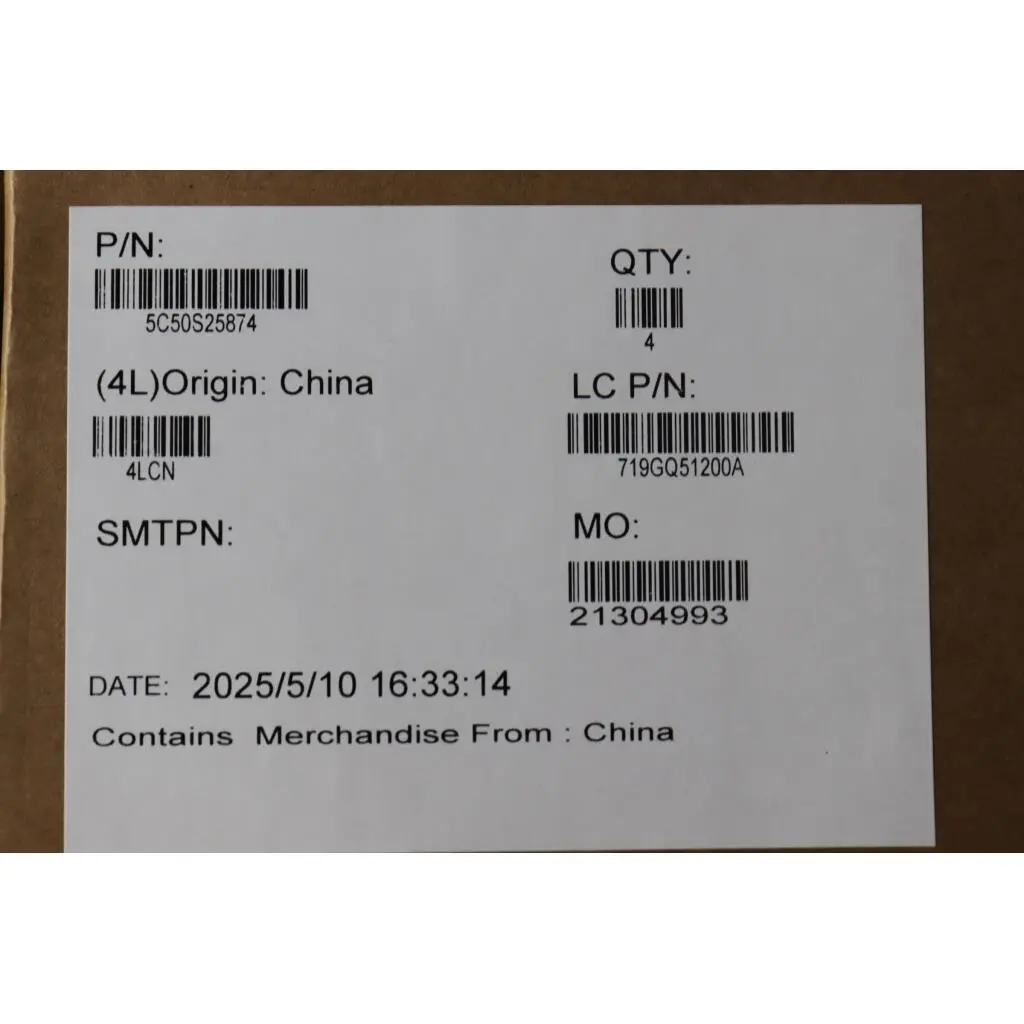 P/N:
5C50S25874
QTY:
4
(4L)Origin: China
4LCN
LC P/N:
719GQ51200A
SMTPN:
MO:
21304993
DATE: 2025/5/10 16:33:14
Contains Merchandise From : China